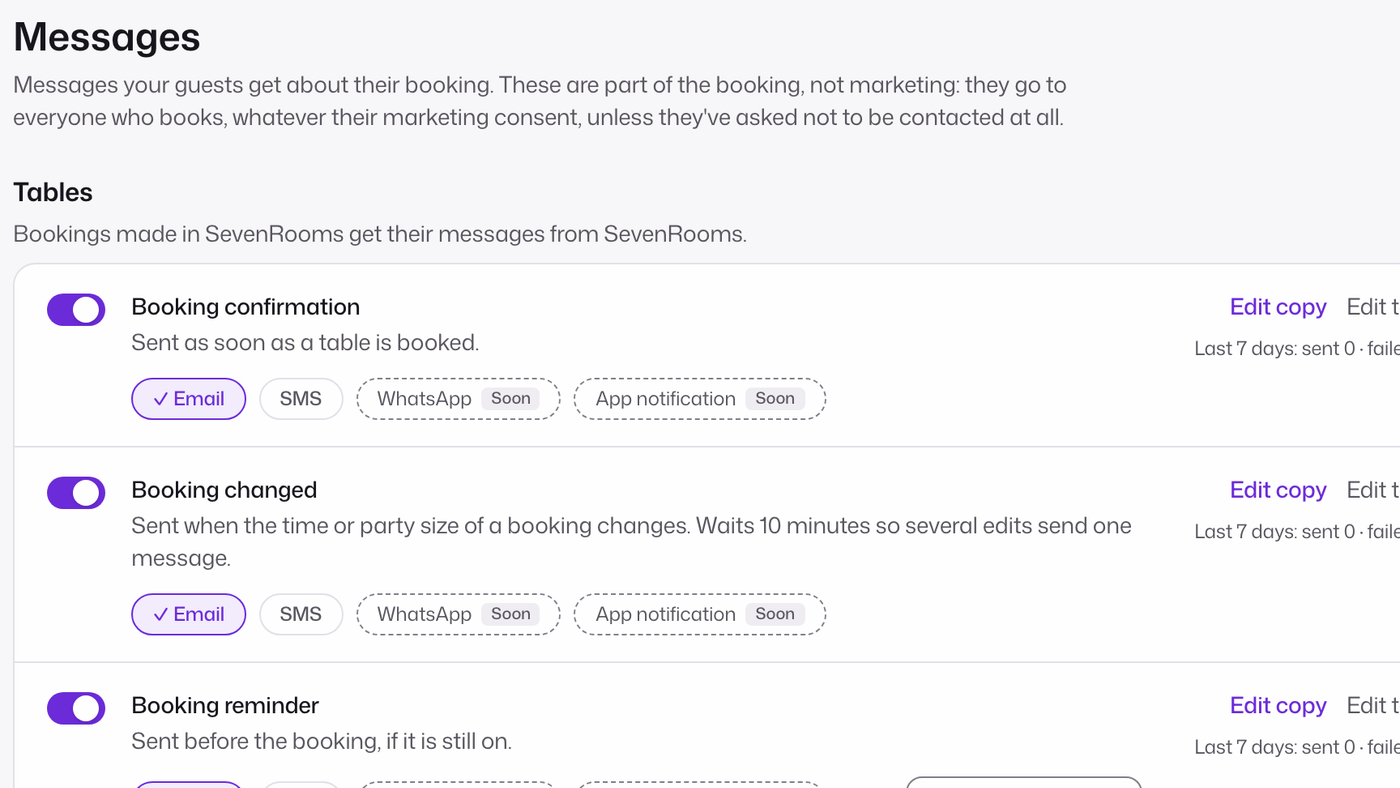 Messages
Messages your guests get about their booking. These are part of the booking, not marketing: they go to
everyone who books, whatever their marketing consent, unless they've asked not to be contacted at all.
Tables
Bookings made in SevenRooms get their messages from SevenRooms.
Booking confirmation
Edit copy Edit t
Sent as soon as a table is booked.
Last 7 days: sent 0 · faile
✓ Email SMS WhatsApp Soon App notification Soon
Booking changed
Edit copy Edit t
Sent when the time or party size of a booking changes. Waits 10 minutes so several edits send one
message.
Last 7 days: sent 0 · faile
✓ Email SMS WhatsApp Soon App notification Soon
Booking reminder
Edit copy Edit t
Sent before the booking, if it is still on.
Last 7 days: sent 0 · faile